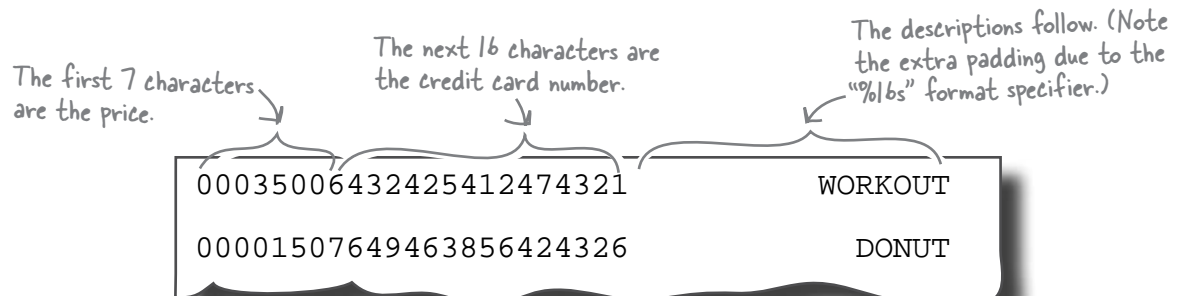 The first 7 characters
are the price.
The next 16 characters are
the credit card number.
The descriptions follow. (Note
the extra padding due to the
"%16s" format specifier.)
00035006432425412474321 WORKOUT
00001507649463856424326 DONUT